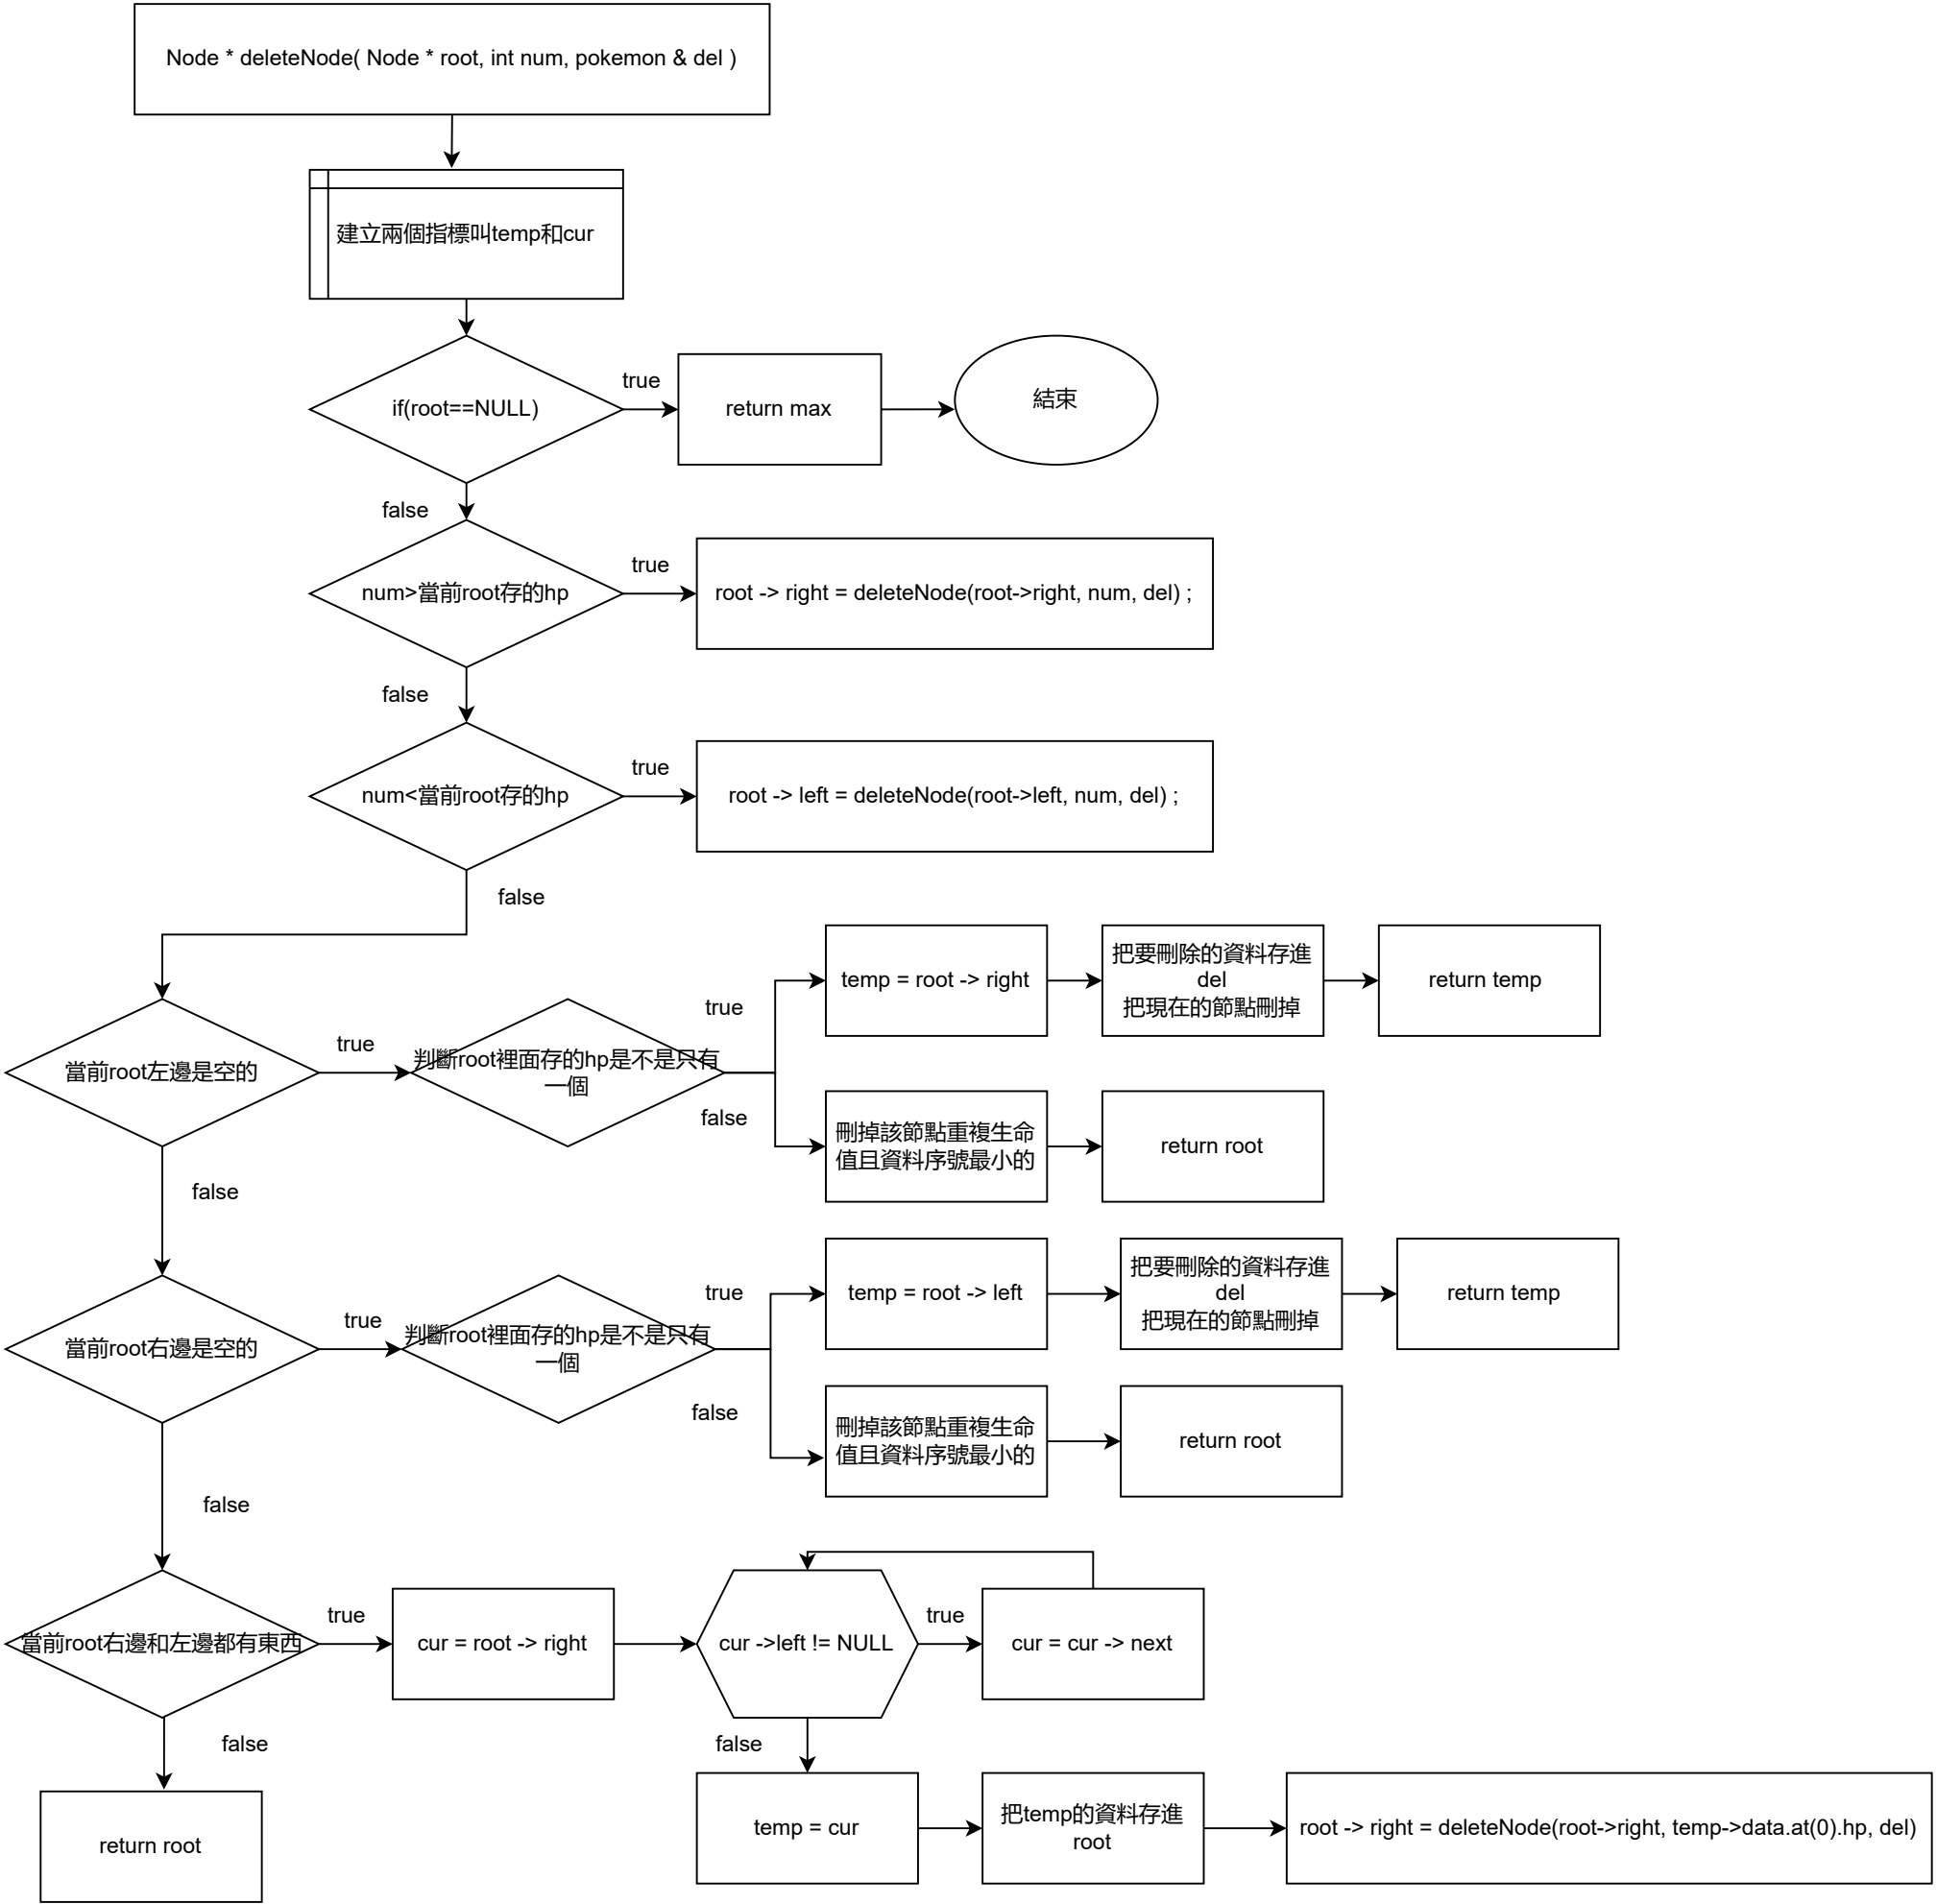 Node * deleteNode( Node * root, int num, pokemon & del )
建立兩個指標叫temp和cur
if(root==NULL)
true
return max
結束
false
num>當前root存的hp
true
root -> right = deleteNode(root->right, num, del) ;
false
num<當前root存的hp
true
root -> left = deleteNode(root->left, num, del) ;
false
當前root左邊是空的
true
判斷root裡面存的hp是不是只有
一個
true
temp = root -> right
把要刪除的資料存進
del
把現在的節點刪掉
return temp
false
刪掉該節點重複生命
值且資料序號最小的
return root
false
當前root右邊是空的
true
判斷root裡面存的hp是不是只有
一個
true
temp = root -> left
把要刪除的資料存進
del
把現在的節點刪掉
return temp
false
刪掉該節點重複生命
值且資料序號最小的
return root
false
當前root右邊和左邊都有東西
true
cur = root -> right
cur ->left != NULL
true
cur = cur -> next
false
temp = cur
把temp的資料存進
root
root -> right = deleteNode(root->right, temp->data.at(0).hp, del)
false
return root